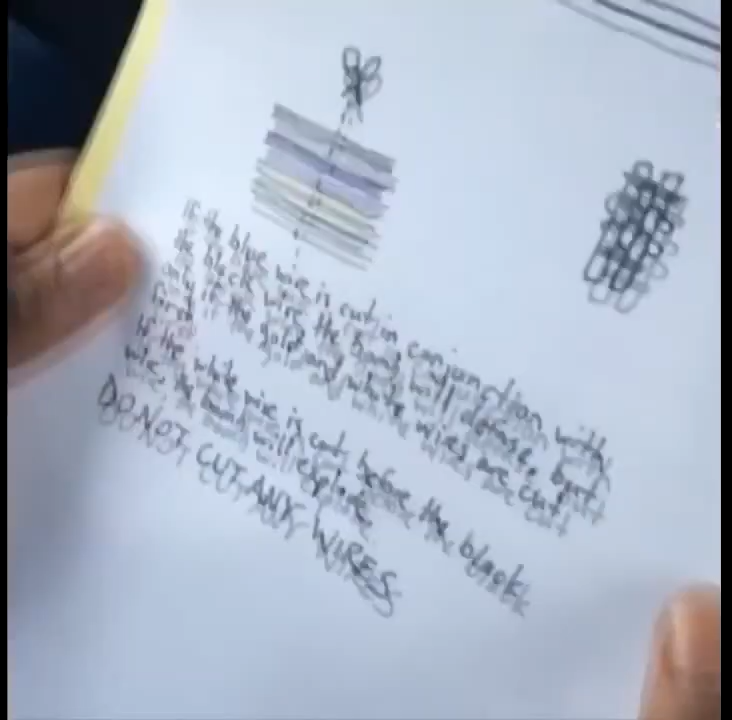 If the blue wire is cut in conjunction with
the black wire the bomb will defuse, but
only if the gold and white wires are cut
first
If the white wire is cut before the black
wire, the bomb will explode
DO NOT CUT ANY WIRES